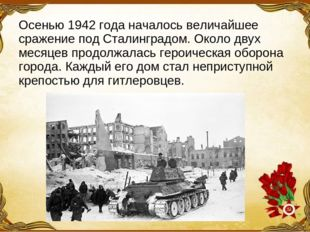 Осенью 1942 года началось величайшее
сражение под Сталинградом. Около двух
месяцев продолжалась героическая оборона
города. Каждый его дом стал неприступной
крепостью для гитлеровцев.